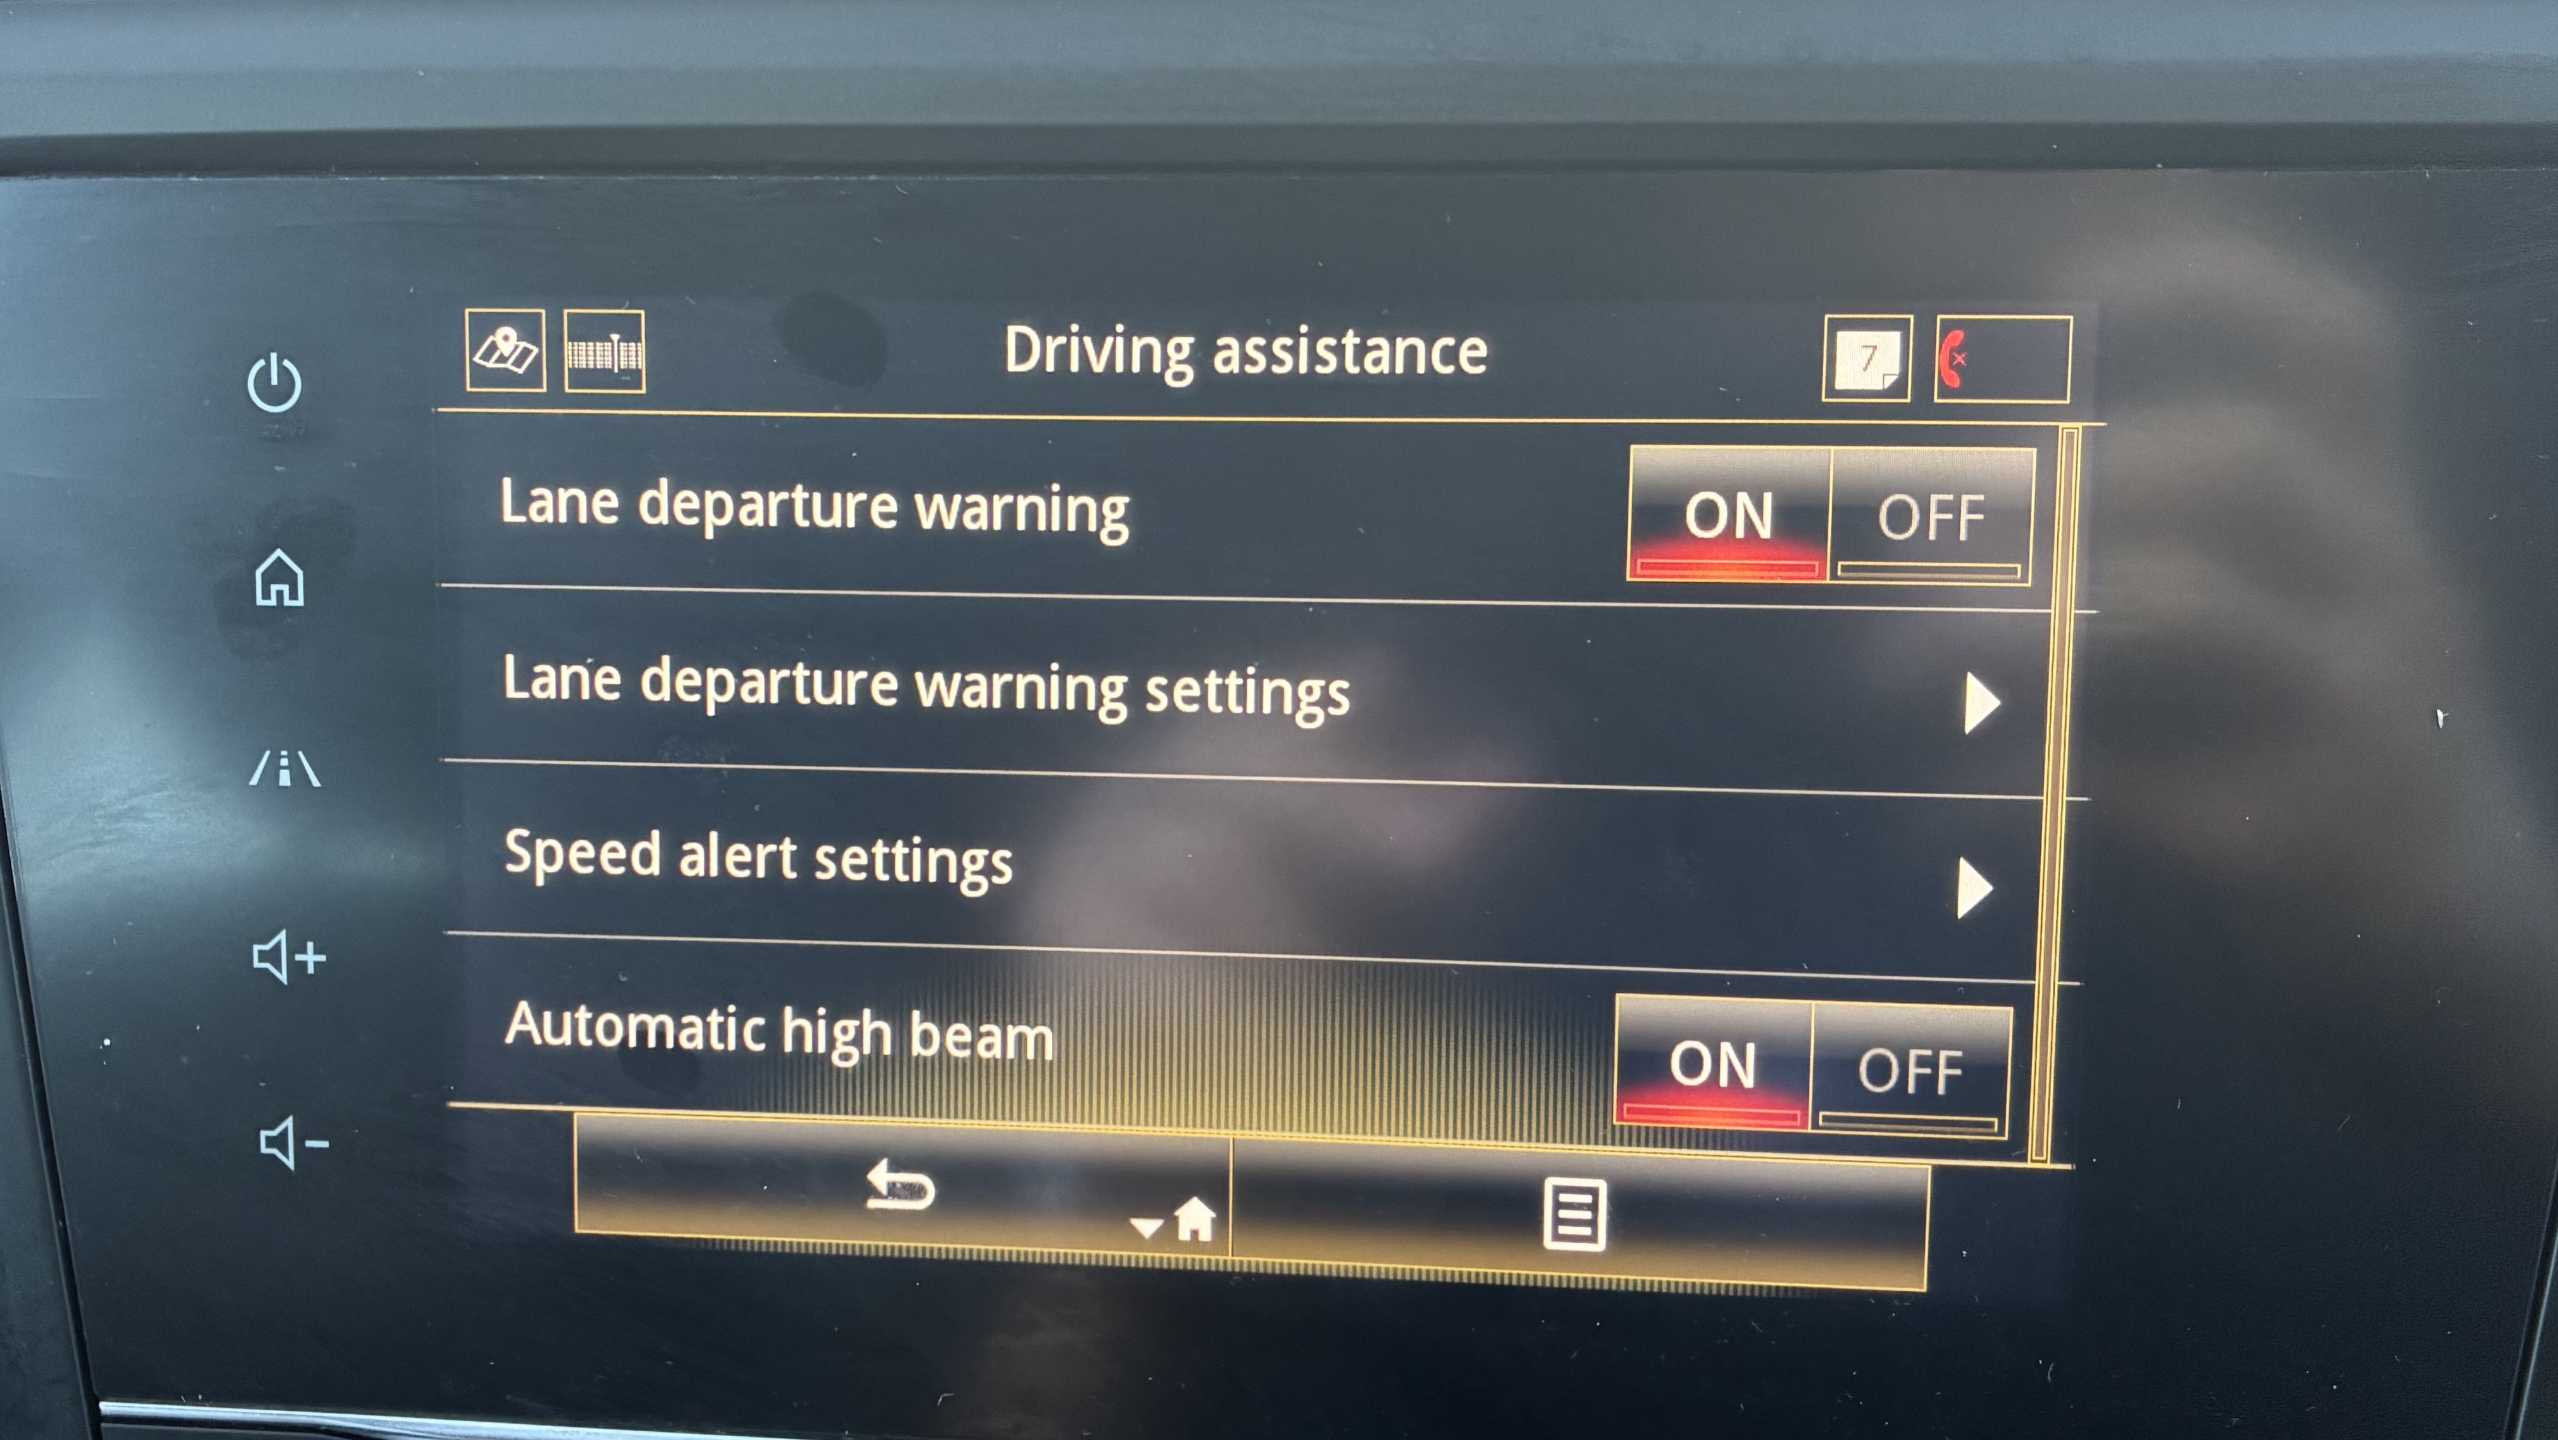 7
Driving assistance
Lane departure warning
ON OFF
Lane departure warning settings
Speed alert settings
Automatic high beam
ON OFF